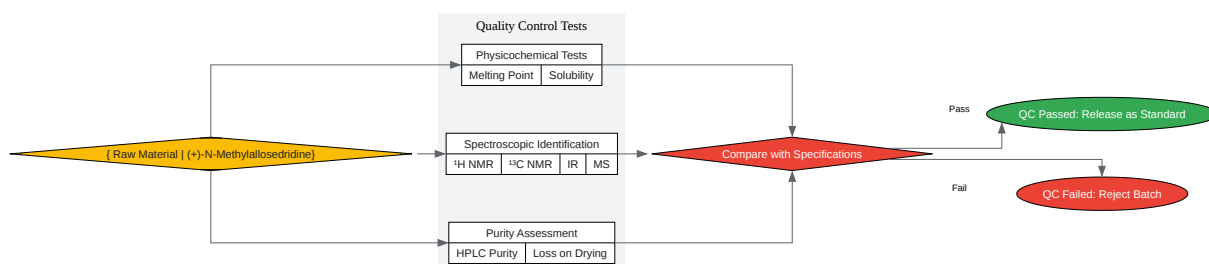 Quality Control Tests
Physicochemical Tests
Melting Point
Solubility
Pass
QC Passed: Release as Standard
{ Raw Material | (+)-N-Methylallosedridine}
Spectroscopic Identification
¹H NMR
¹³C NMR
IR
MS
Compare with Specifications
Fail
QC Failed: Reject Batch
Purity Assessment
HPLC Purity
Loss on Drying